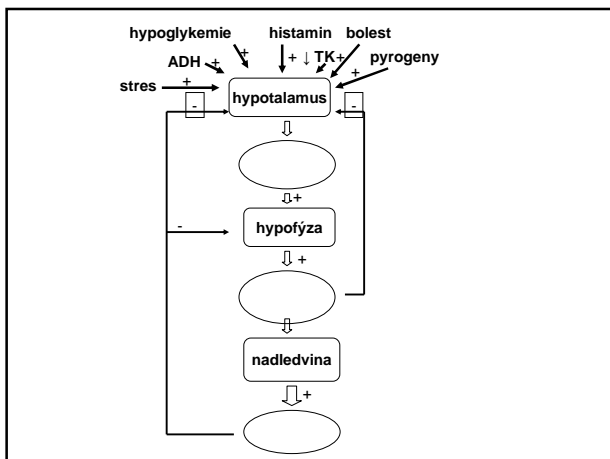 hypoglykemie histamin bolest
ADH + + + ↓ TK+ pyrogeny
stres + +
hypotalamus
- -
+
hypofýza
-
+
nadledvina
+